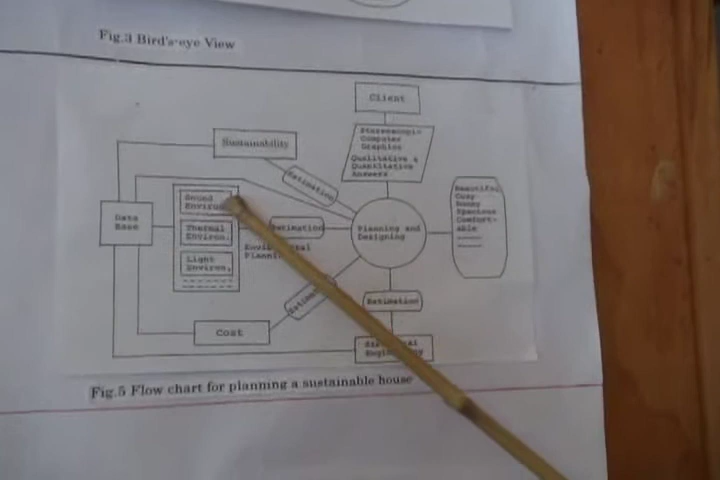 Fig.3 Bird's-eye View
Client
Stereoscopic
Computer
Graphics
Qualitative &
Quantitative
Answers
Sustainability
Estimation
Data
Base
Sound
Thermal
Environ.
Light
Environ.
Estimation
Planning and
Designing
Beautiful
Cozy
Roomy
Spacious
Comfort-
able
Estimation
Cost
Fig.5 Flow chart for planning a sustainable house